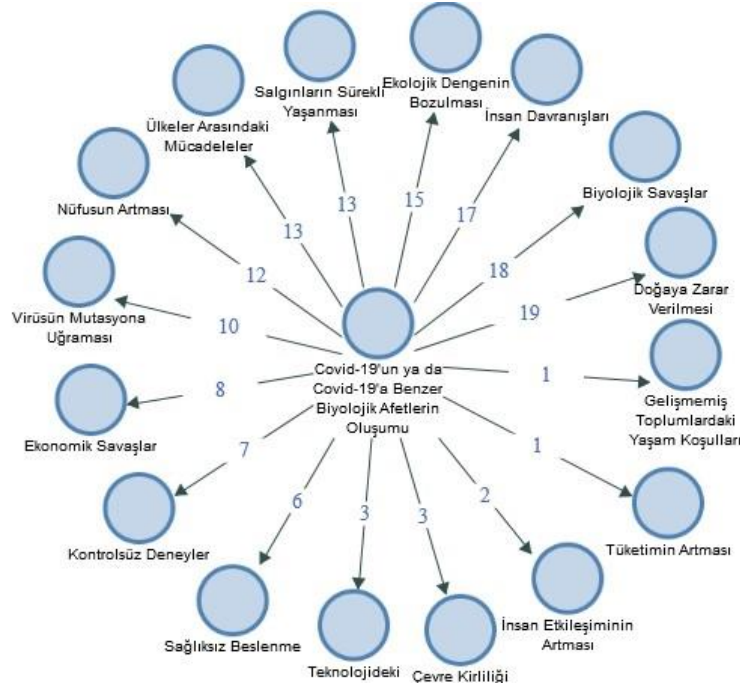 Salgınların Sürekli
Yaşanması
Ekolojik Dengenin
Bozulması
İnsan Davranışları
Ülkeler Arasındaki
Mücadeleler
Biyolojik Savaşlar
Nüfusun Artması
13
13
15
17
18
12
Doğaya Zarar
Verilmesi
19
Virüsün Mutasyona
Uğraması
10
Covid-19'un ya da
Covid-19'a Benzer
Biyolojik Afetlerin
Oluşumu
1
Gelişmemiş
Toplumlardaki
Yaşam Koşulları
8
Ekonomik Savaşlar
7
1
6
3
3
2
Kontrolsüz Deneyler
Tüketimin Artması
Sağlıksız Beslenme
İnsan Etkileşiminin
Artması
Teknolojideki
Çevre Kirliliği